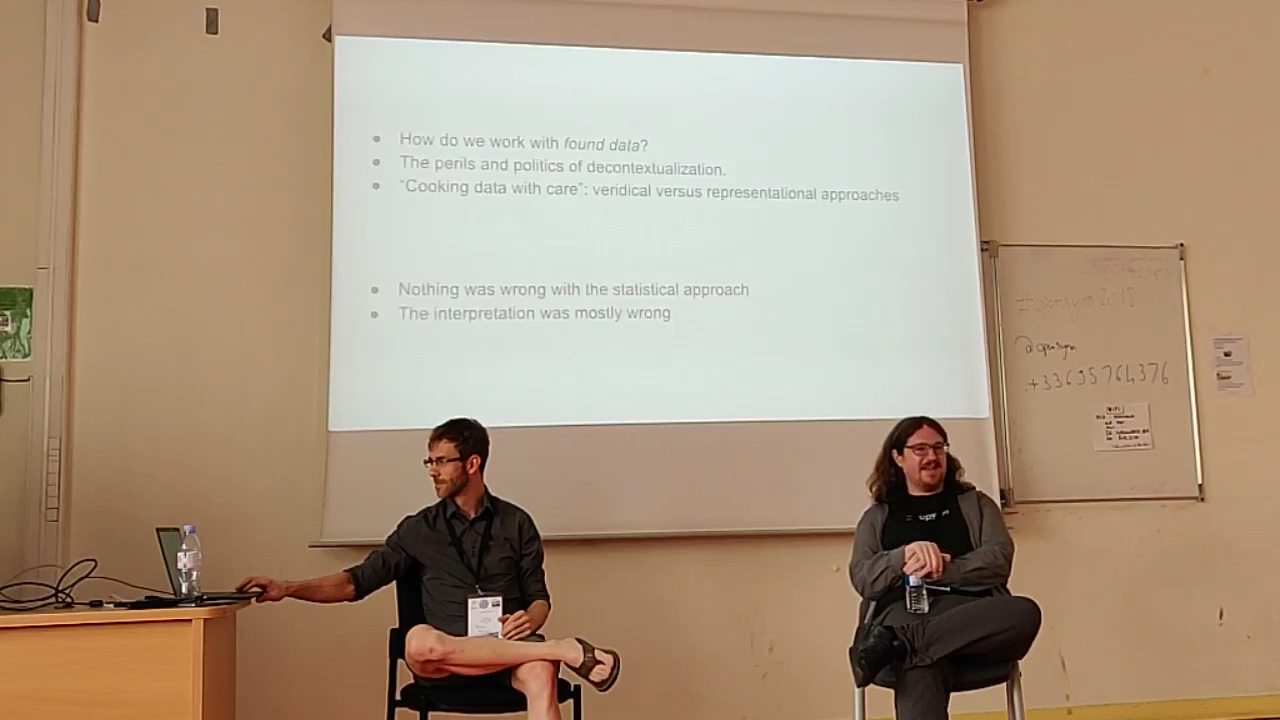 How do we work with found data?
The perils and politics of decontextualization.
“Cooking data with care”: veridical versus representational approaches
Nothing was wrong with the statistical approach
The interpretation was mostly wrong
@opensym
+33695764376
WIFI